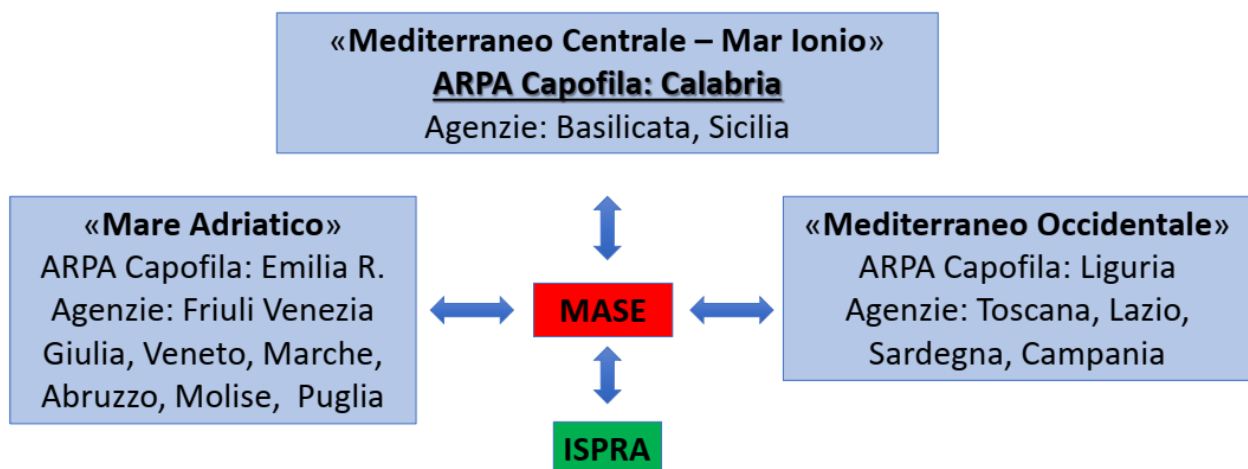 «Mediterraneo Centrale – Mar Ionio»
ARPA Capofila: Calabria
Agenzie: Basilicata, Sicilia
«Mare Adriatico»
ARPA Capofila: Emilia R.
Agenzie: Friuli Venezia
Giulia, Veneto, Marche,
Abruzzo, Molise, Puglia
MASE
«Mediterraneo Occidentale»
ARPA Capofila: Liguria
Agenzie: Toscana, Lazio,
Sardegna, Campania
ISPRA